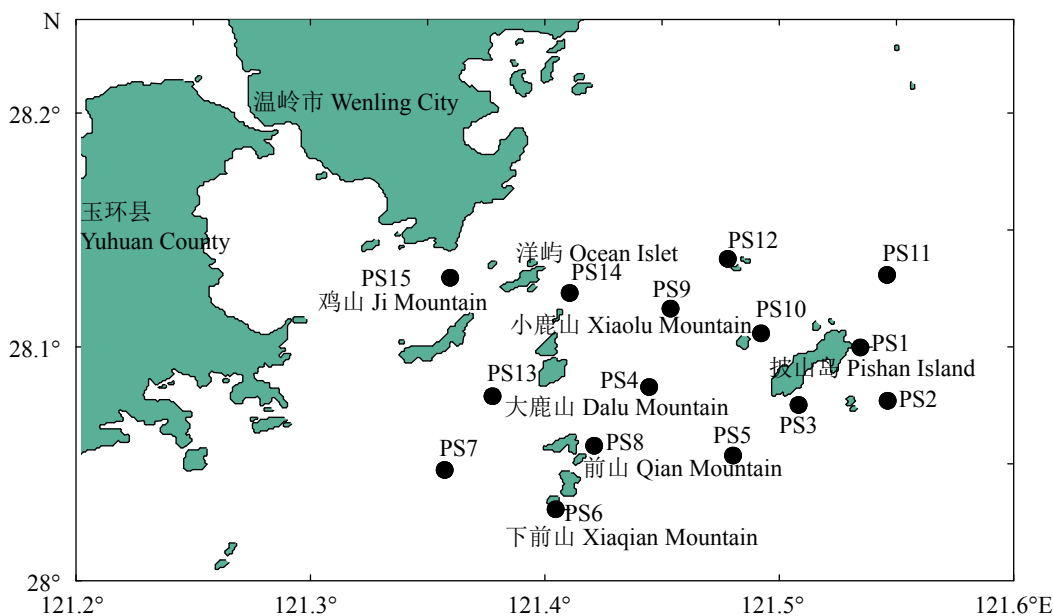 N
28.2°
温岭市 Wenling City
玉环县
Yuhuan County
洋屿 Ocean Islet
PS12
PS11
PS15
PS14
PS9
鸡山 Ji Mountain
小鹿山 Xiaolu Mountain
PS10
28.1°
PS1
披山岛 Pishan Island
PS13
PS4
PS2
大鹿山 Dalu Mountain
PS3
PS7
PS8
PS5
前山 Qian Mountain
PS6
下前山 Xiaqian Mountain
28°
121.2°
121.3°
121.4°
121.5°
121.6°E